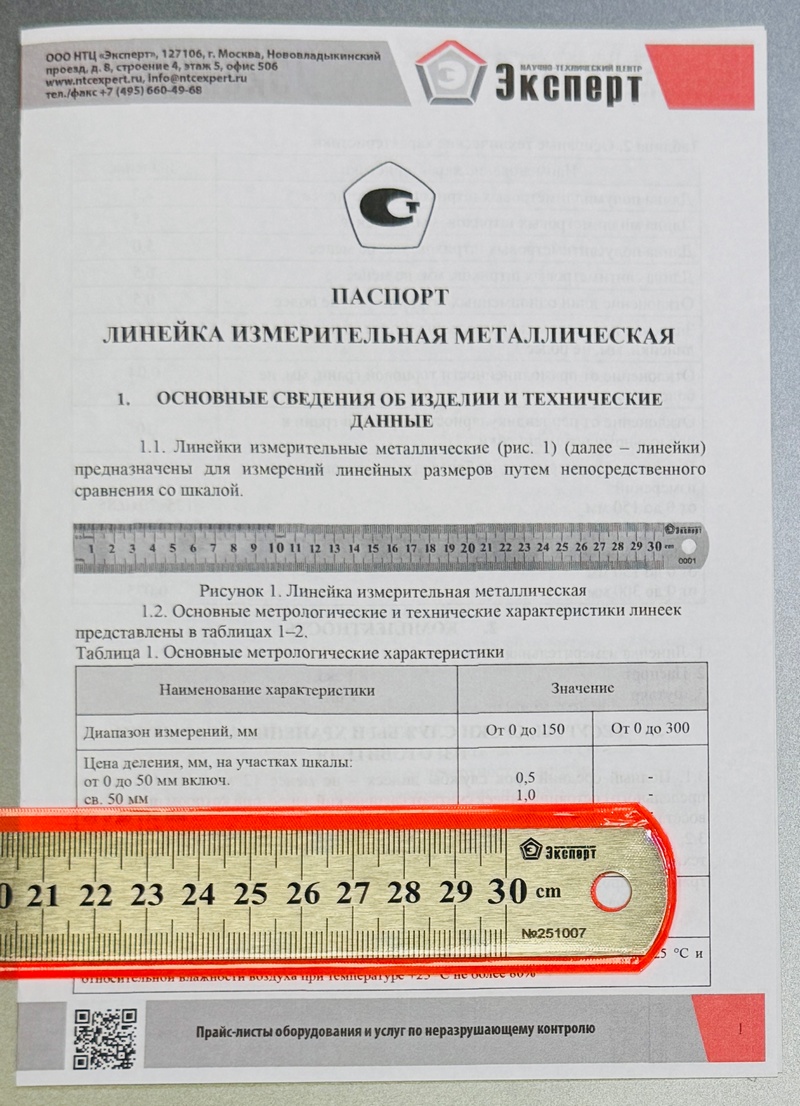 ООО НТЦ «Эксперт», 127106, г. Москва, Нововладыкинский
проезд, д. 8, строение 4, этаж 5, офис 506
www.ntcexpert.ru, info@ntcexpert.ru
тел./факс +7 (495) 660-49-68
НАУЧНО-ТЕХНИЧЕСКИЙ ЦЕНТР
Эксперт
Ст
ПАСПОРТ
ЛИНЕЙКА ИЗМЕРИТЕЛЬНАЯ МЕТАЛЛИЧЕСКАЯ
1. ОСНОВНЫЕ СВЕДЕНИЯ ОБ ИЗДЕЛИИ И ТЕХНИЧЕСКИЕ
ДАННЫЕ
1.1. Линейки измерительные металлические (рис. 1) (далее – линейки)
предназначены для измерений линейных размеров путем непосредственного
сравнения со шкалой.
Эксперт
1 2 3 4 5 6 7 8 9 10 11 12 13 14 15 16 17 18 19 20 21 22 23 24 25 26 27 28 29 30 cm
0001
Рисунок 1. Линейка измерительная металлическая
1.2. Основные метрологические и технические характеристики линеек
представлены в таблицах 1–2.
Таблица 1. Основные метрологические характеристики
Наименование характеристики Значение
Диапазон измерений, мм От 0 до 150 От 0 до 300
Цена деления, мм, на участках шкалы:
от 0 до 50 мм включ. 0,5 -
св. 50 мм 1,0 -
Э Эксперт
0 21 22 23 24 25 26 27 28 29 30 cm
№251007
25 °С и
относительной влажности воздуха при температуре +25 °С не более 80%
Прайс-листы оборудования и услуг по неразрушающему контролю
1